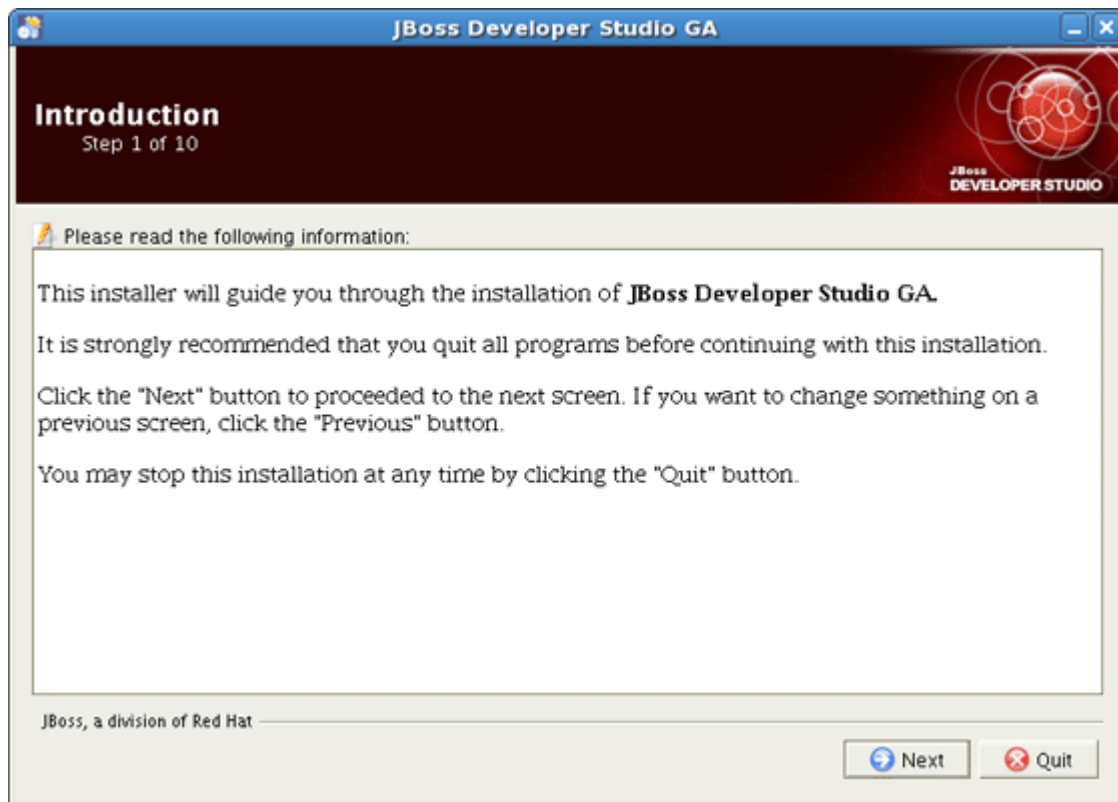 JBoss Developer Studio GA
Introduction
Step 1 of 10
JBoss
DEVELOPER STUDIO
Please read the following information:
This installer will guide you through the installation of JBoss Developer Studio GA.
It is strongly recommended that you quit all programs before continuing with this installation.
Click the "Next" button to proceeded to the next screen. If you want to change something on a
previous screen, click the "Previous" button.
You may stop this installation at any time by clicking the "Quit" button.
JBoss, a division of Red Hat
Next
Quit